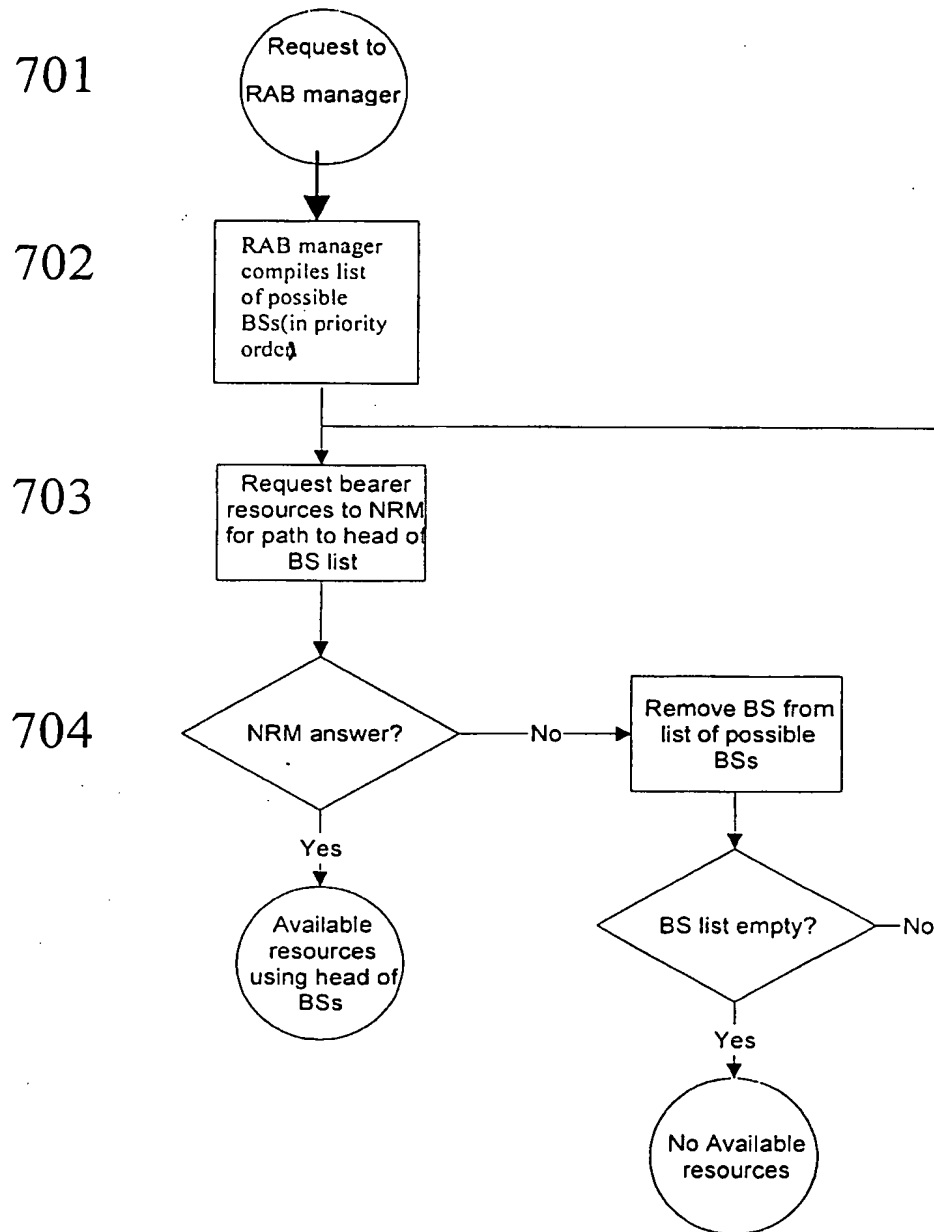 701
Request to
RAB manager
702
RAB manager
compiles list
of possible
BSs(in priority
order)
703
Request bearer
resources to NRM
for path to head of
BS list
704
NRM answer?
No
Remove BS from
list of possible
BSs
Yes
Available
resources
using head of
BSs
BS list empty?
No
Yes
No Available
resources